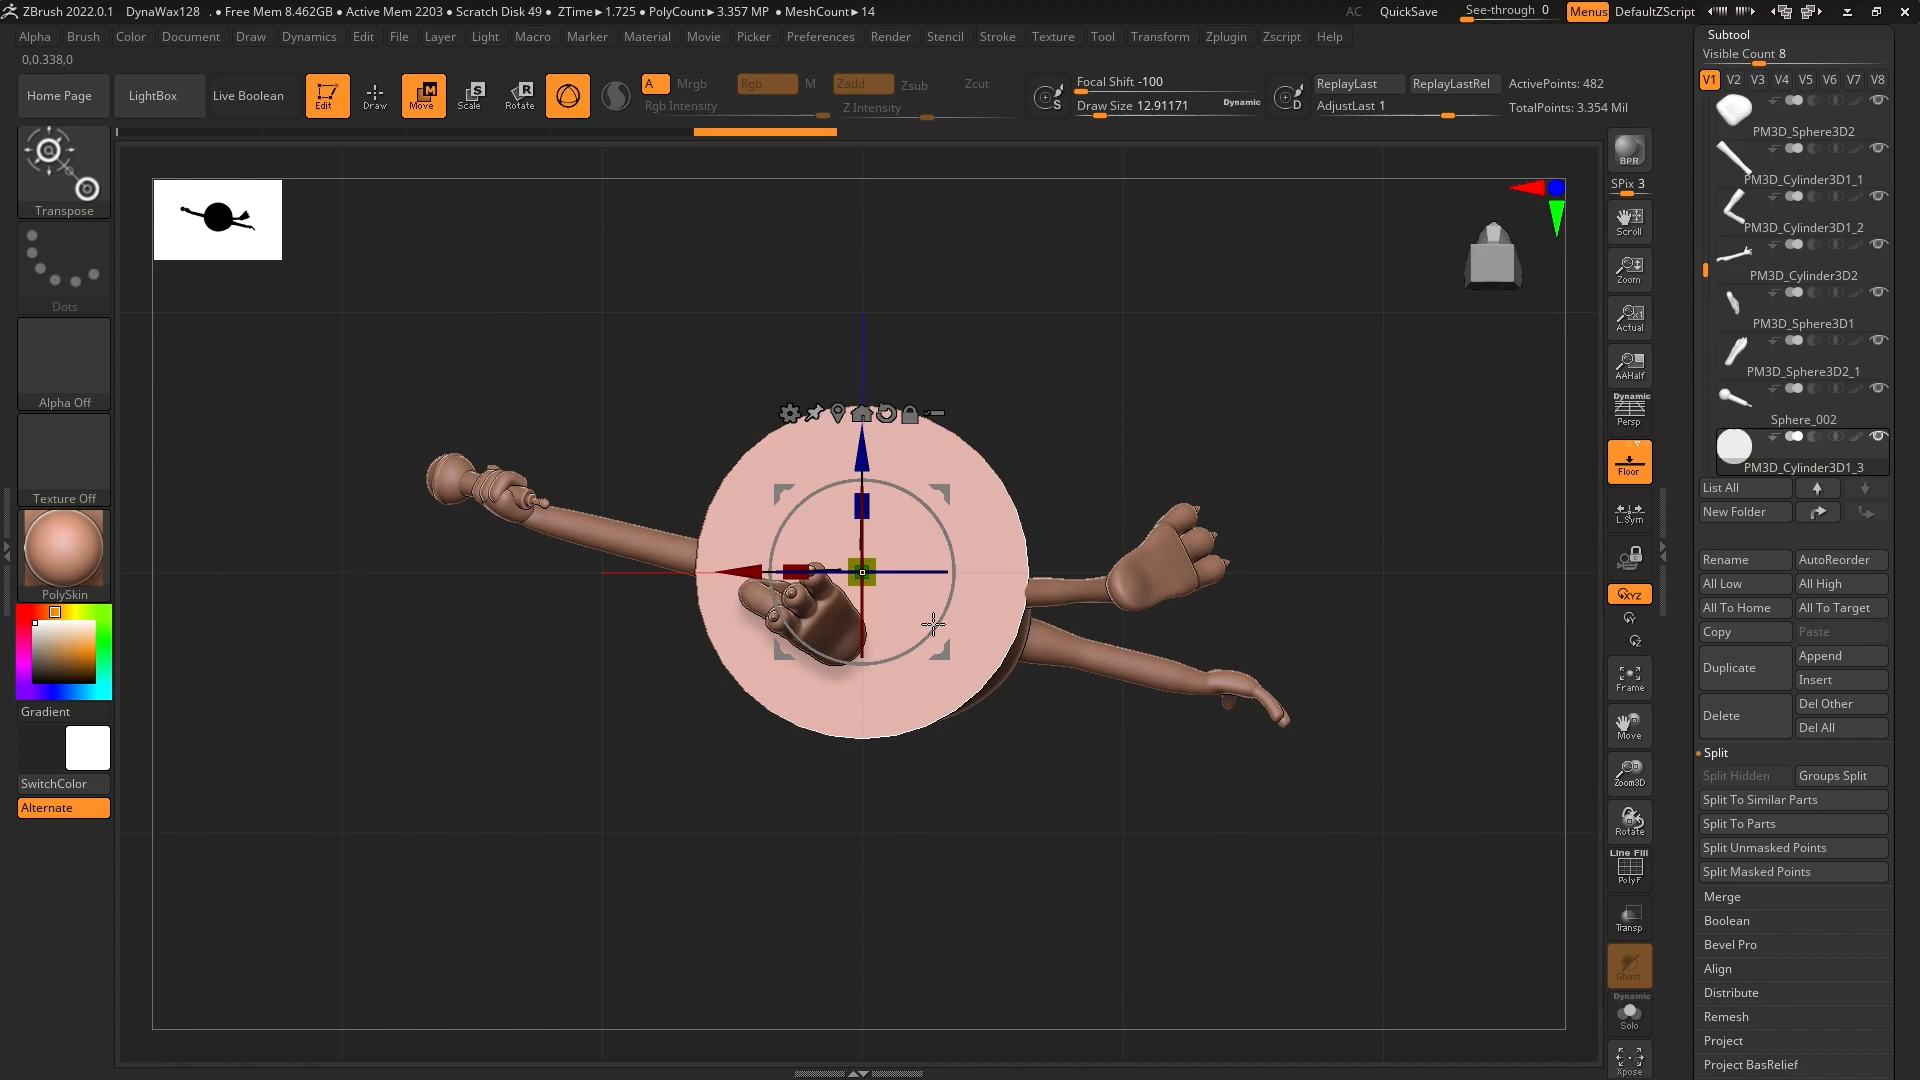 ZBrush 2022.0.1 DynaWax128 . ● Free Mem 8.462GB ● Active Mem 2203 ● Scratch Disk 49 ● ZTime►1.725 ● PolyCount►3.357 MP ● MeshCount►14 AC QuickSave See-through 0 Menus DefaultZScript
Alpha Brush Color Document Draw Dynamics Edit File Layer Light Macro Marker Material Movie Picker Preferences Render Stencil Stroke Texture Tool Transform Zplugin Zscript Help
0,0.338,0
Home Page LightBox Live Boolean Edit Draw Move Scale Rotate
A Mrgb Rgb M Zadd Zsub Zcut
Rgb Intensity Z Intensity
Focal Shift -100
Draw Size 12.91171 Dynamic
ReplayLast ReplayLastRel ActivePoints: 482
AdjustLast 1 TotalPoints: 3.354 Mil
Transpose
Dots
Alpha Off
Texture Off
PolySkin
Gradient
SwitchColor
Alternate
BPR
SPix 3
Scroll
Zoom
Actual
AAHalf
Dynamic
Persp
Floor
L.Sym
XYZ
Frame
Move
Zoom3D
Rotate
Line Fill
PolyF
Transp
Ghost
Dynamic
Solo
Xpose
Subtool
Visible Count 8
V1 V2 V3 V4 V5 V6 V7 V8
PM3D_Sphere3D2
PM3D_Cylinder3D1_1
PM3D_Cylinder3D1_2
PM3D_Cylinder3D2
PM3D_Sphere3D1
PM3D_Sphere3D2_1
Sphere_002
PM3D_Cylinder3D1_3
List All
New Folder
Rename AutoReorder
All Low All High
All To Home All To Target
Copy Paste
Duplicate Append
Insert
Delete Del Other
Del All
Split
Split Hidden Groups Split
Split To Similar Parts
Split To Parts
Split Unmasked Points
Split Masked Points
Merge
Boolean
Bevel Pro
Align
Distribute
Remesh
Project
Project BasRelief